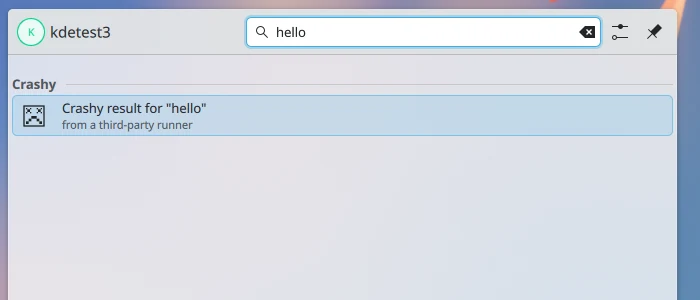 K
kdetest3
hello
Crashy
Crashy result for "hello"
from a third-party runner